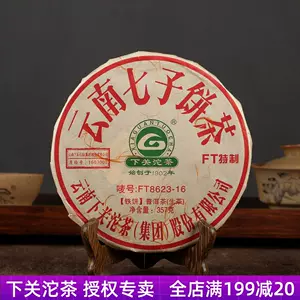 云南七子饼茶
下关沱茶
始创于1902年
FT特制
唛号:FT8623-16
【铁饼】普洱茶(生茶)
净含量:357克
云南下关沱茶(集团)股份有限公司
下关沱茶 授权专卖 全店满199减20